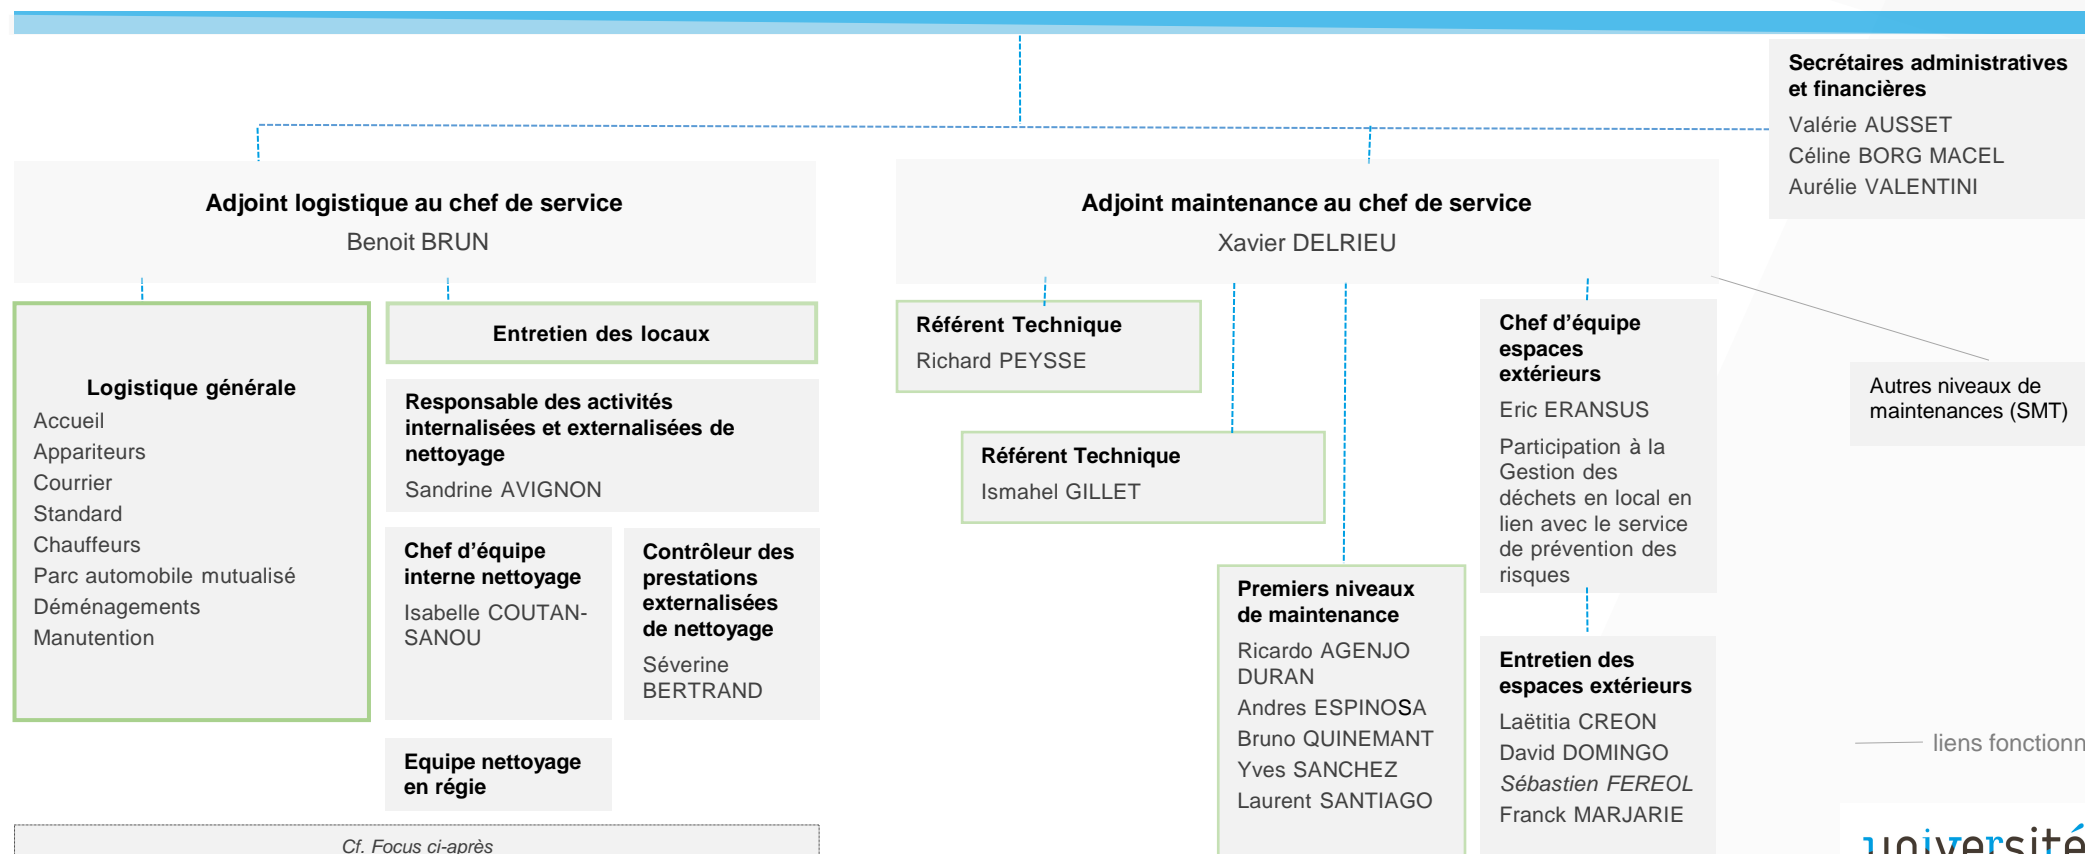 Secrétaires administratives
et financières
Valérie AUSSET
Céline BORG MACEL
Aurélie VALENTINI
Adjoint logistique au chef de service
Benoit BRUN
Adjoint maintenance au chef de service
Xavier DELRIEU
Logistique générale
Accueil
Appariteurs
Courrier
Standard
Chauffeurs
Parc automobile mutualisé
Déménagements
Manutention
Entretien des locaux
Responsable des activités
internalisées et externalisées de
nettoyage
Sandrine AVIGNON
Chef d’équipe
interne nettoyage
Isabelle COUTAN-
SANOU
Contrôleur des
prestations
externalisées
de nettoyage
Séverine
BERTRAND
Equipe nettoyage
en régie
Cf. Focus ci-après
Référent Technique
Richard PEYSSE
Référent Technique
Ismahel GILLET
Premiers niveaux
de maintenance
Ricardo AGENJO
DURAN
Andres ESPINOSA
Bruno QUINEMANT
Yves SANCHEZ
Laurent SANTIAGO
Chef d’équipe
espaces
extérieurs
Eric ERANSUS
Participation à la
Gestion des
déchets en local en
lien avec le service
de prévention des
risques
Entretien des
espaces extérieurs
Laëtitia CREON
David DOMINGO
Sébastien FEREOL
Franck MARJARIE
Autres niveaux de
maintenances (SMT)
liens fonctionn
université